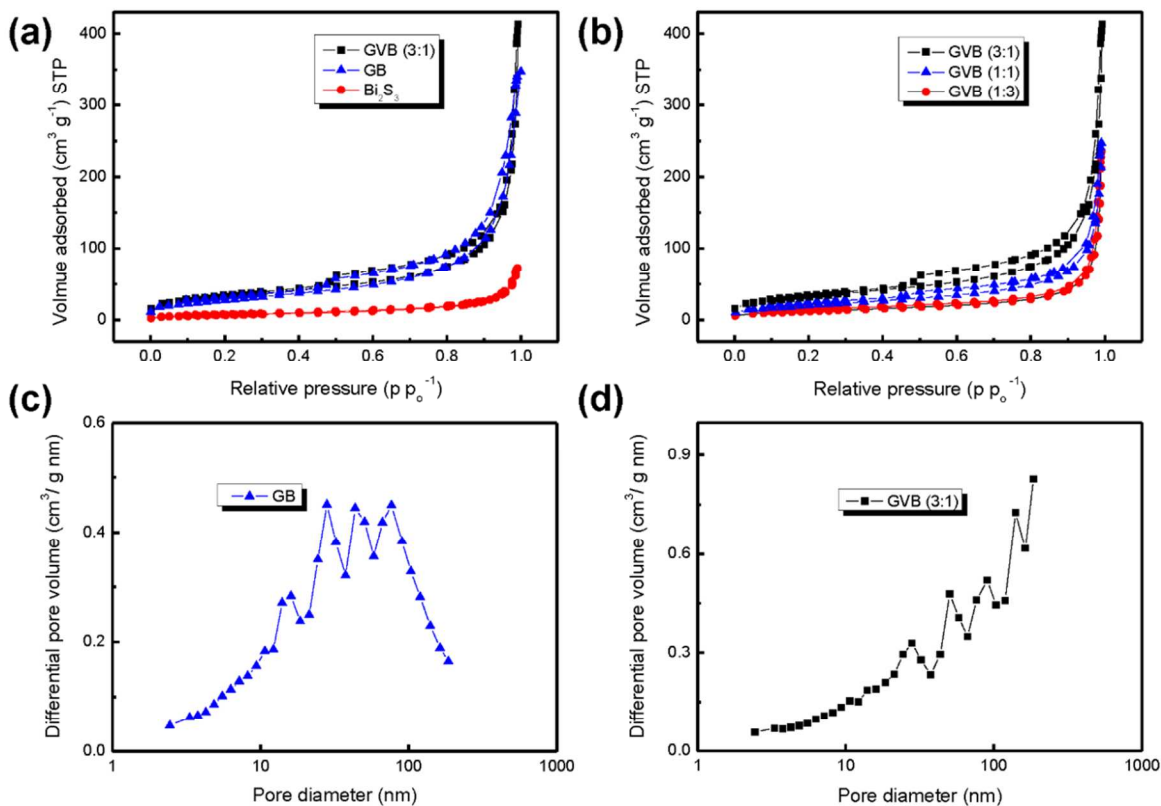 (a)
Volmue adsorbed (cm³ g⁻¹) STP
400
300
200
100
0
GVB (3:1)
GB
Bi₂S₃
0.0 0.2 0.4 0.6 0.8 1.0
Relative pressure (p pₒ⁻¹)
(b)
Volmue adsorbed (cm³ g⁻¹) STP
400
300
200
100
0
GVB (3:1)
GVB (1:1)
GVB (1:3)
0.0 0.2 0.4 0.6 0.8 1.0
Relative pressure (p pₒ⁻¹)
(c)
Differential pore volume (cm³/ g nm)
0.6
0.4
0.2
0.0
GB
1 10 100 1000
Pore diameter (nm)
(d)
Differential pore volume (cm³/ g nm)
0.9
0.6
0.3
0.0
GVB (3:1)
1 10 100 1000
Pore diameter (nm)